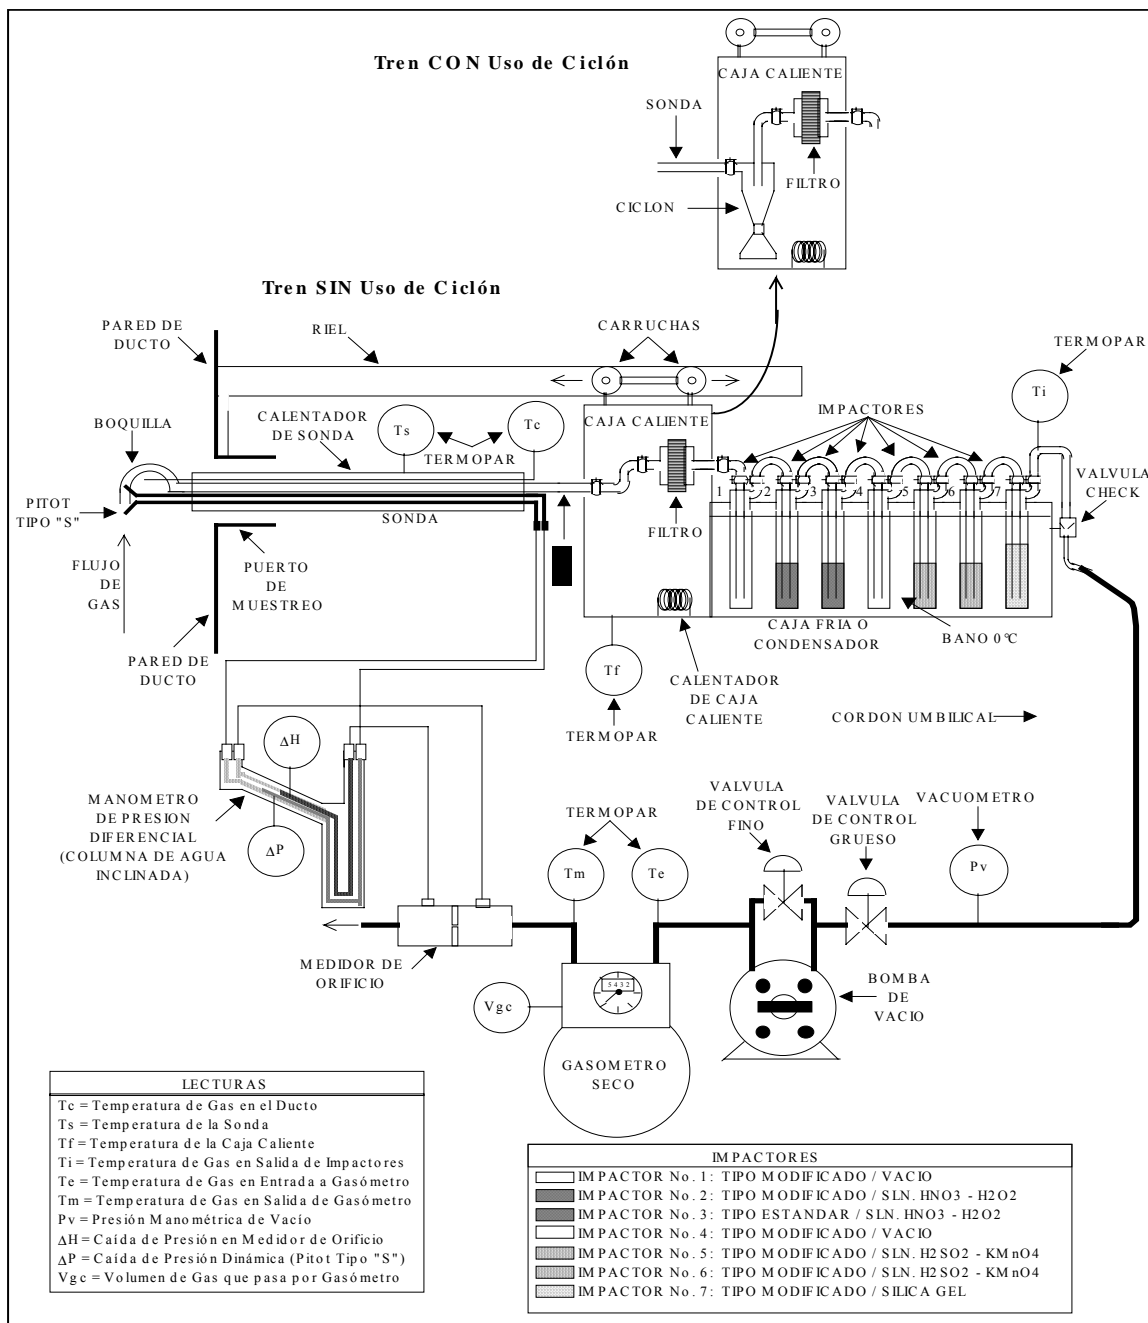 Tren CON Uso de Ciclón
CAJA CALIENTE
SONDA
FILTRO
CICLON
Tren SIN Uso de Ciclón
PARED DE
DUCTO
RIEL
CARRUCHAS
TERMOPAR
Ti
CAJA CALIENTE
IMPACTORES
BOQUILLA
CALENTADOR
DE SONDA
Ts
Tc
TERMOPAR
VALVULA
CHECK
PITOT
TIPO "S"
1
2
3
4
5
6
7
SONDA
FILTRO
FLUJO
DE
GAS
PUERTO
DE
MUESTREO
CAJA FRIA O
CONDENSADOR
BANO 0°C
PARED DE
DUCTO
Tf
CALENTADOR
DE CAJA
CALIENTE
TERMOPAR
CORDON UMBILICAL
ΔH
MANOMETRO
DE PRESION
DIFERENCIAL
(COLUMNA DE AGUA
INCLINADA)
ΔP
TERMOPAR
VALVULA
DE CONTROL
FINO
VALVULA
DE CONTROL
GRUESO
VACUOMETRO
Tm
Te
Pv
MEDIDOR DE
ORIFICIO
Vgc
5432
BOMBA
DE
VACIO
GASOMETRO
SECO
LECTURAS
Tc = Temperatura de Gas en el Ducto
Ts = Temperatura de la Sonda
Tf = Temperatura de la Caja Caliente
Ti = Temperatura de Gas en Salida de Impactores
Te = Temperatura de Gas en Entrada a Gasómetro
Tm = Temperatura de Gas en Salida de Gasómetro
Pv = Presión Manométrica de Vacío
ΔH = Caída de Presión en Medidor de Orificio
ΔP = Caída de Presión Dinámica (Pitot Tipo "S")
Vgc = Volumen de Gas que pasa por Gasómetro
IMPACTORES
IMPACTOR No. 1: TIPO MODIFICADO / VACIO
IMPACTOR No. 2: TIPO MODIFICADO / SLN. HNO3 - H2O2
IMPACTOR No. 3: TIPO ESTANDAR / SLN. HNO3 - H2O2
IMPACTOR No. 4: TIPO MODIFICADO / VACIO
IMPACTOR No. 5: TIPO MODIFICADO / SLN. H2SO2 - KMnO4
IMPACTOR No. 6: TIPO MODIFICADO / SLN. H2SO2 - KMnO4
IMPACTOR No. 7: TIPO MODIFICADO / SILICA GEL